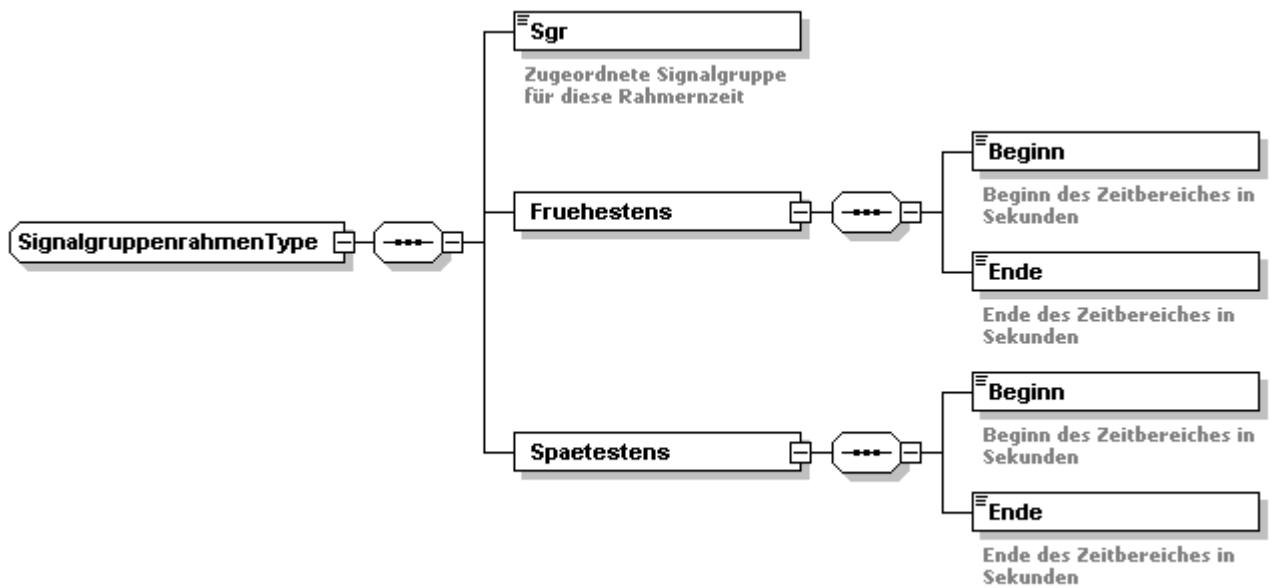 Sgr
Zugeordnete Signalgruppe
für diese Rahmernzeit
SignalgruppenrahmenType
Fruehestens
Beginn
Beginn des Zeitbereiches in
Sekunden
Ende
Ende des Zeitbereiches in
Sekunden
Spaetestens
Beginn
Beginn des Zeitbereiches in
Sekunden
Ende
Ende des Zeitbereiches in
Sekunden